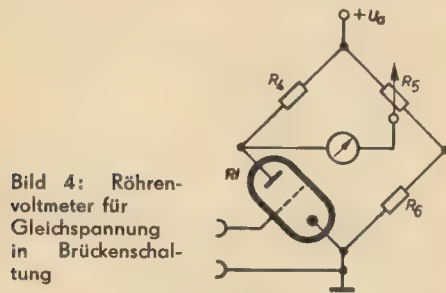 +Ua
R4
R5
Rö
R6
Bild 4: Röhren-
voltmeter für
Gleichspannung
in Brückenschal-
tung